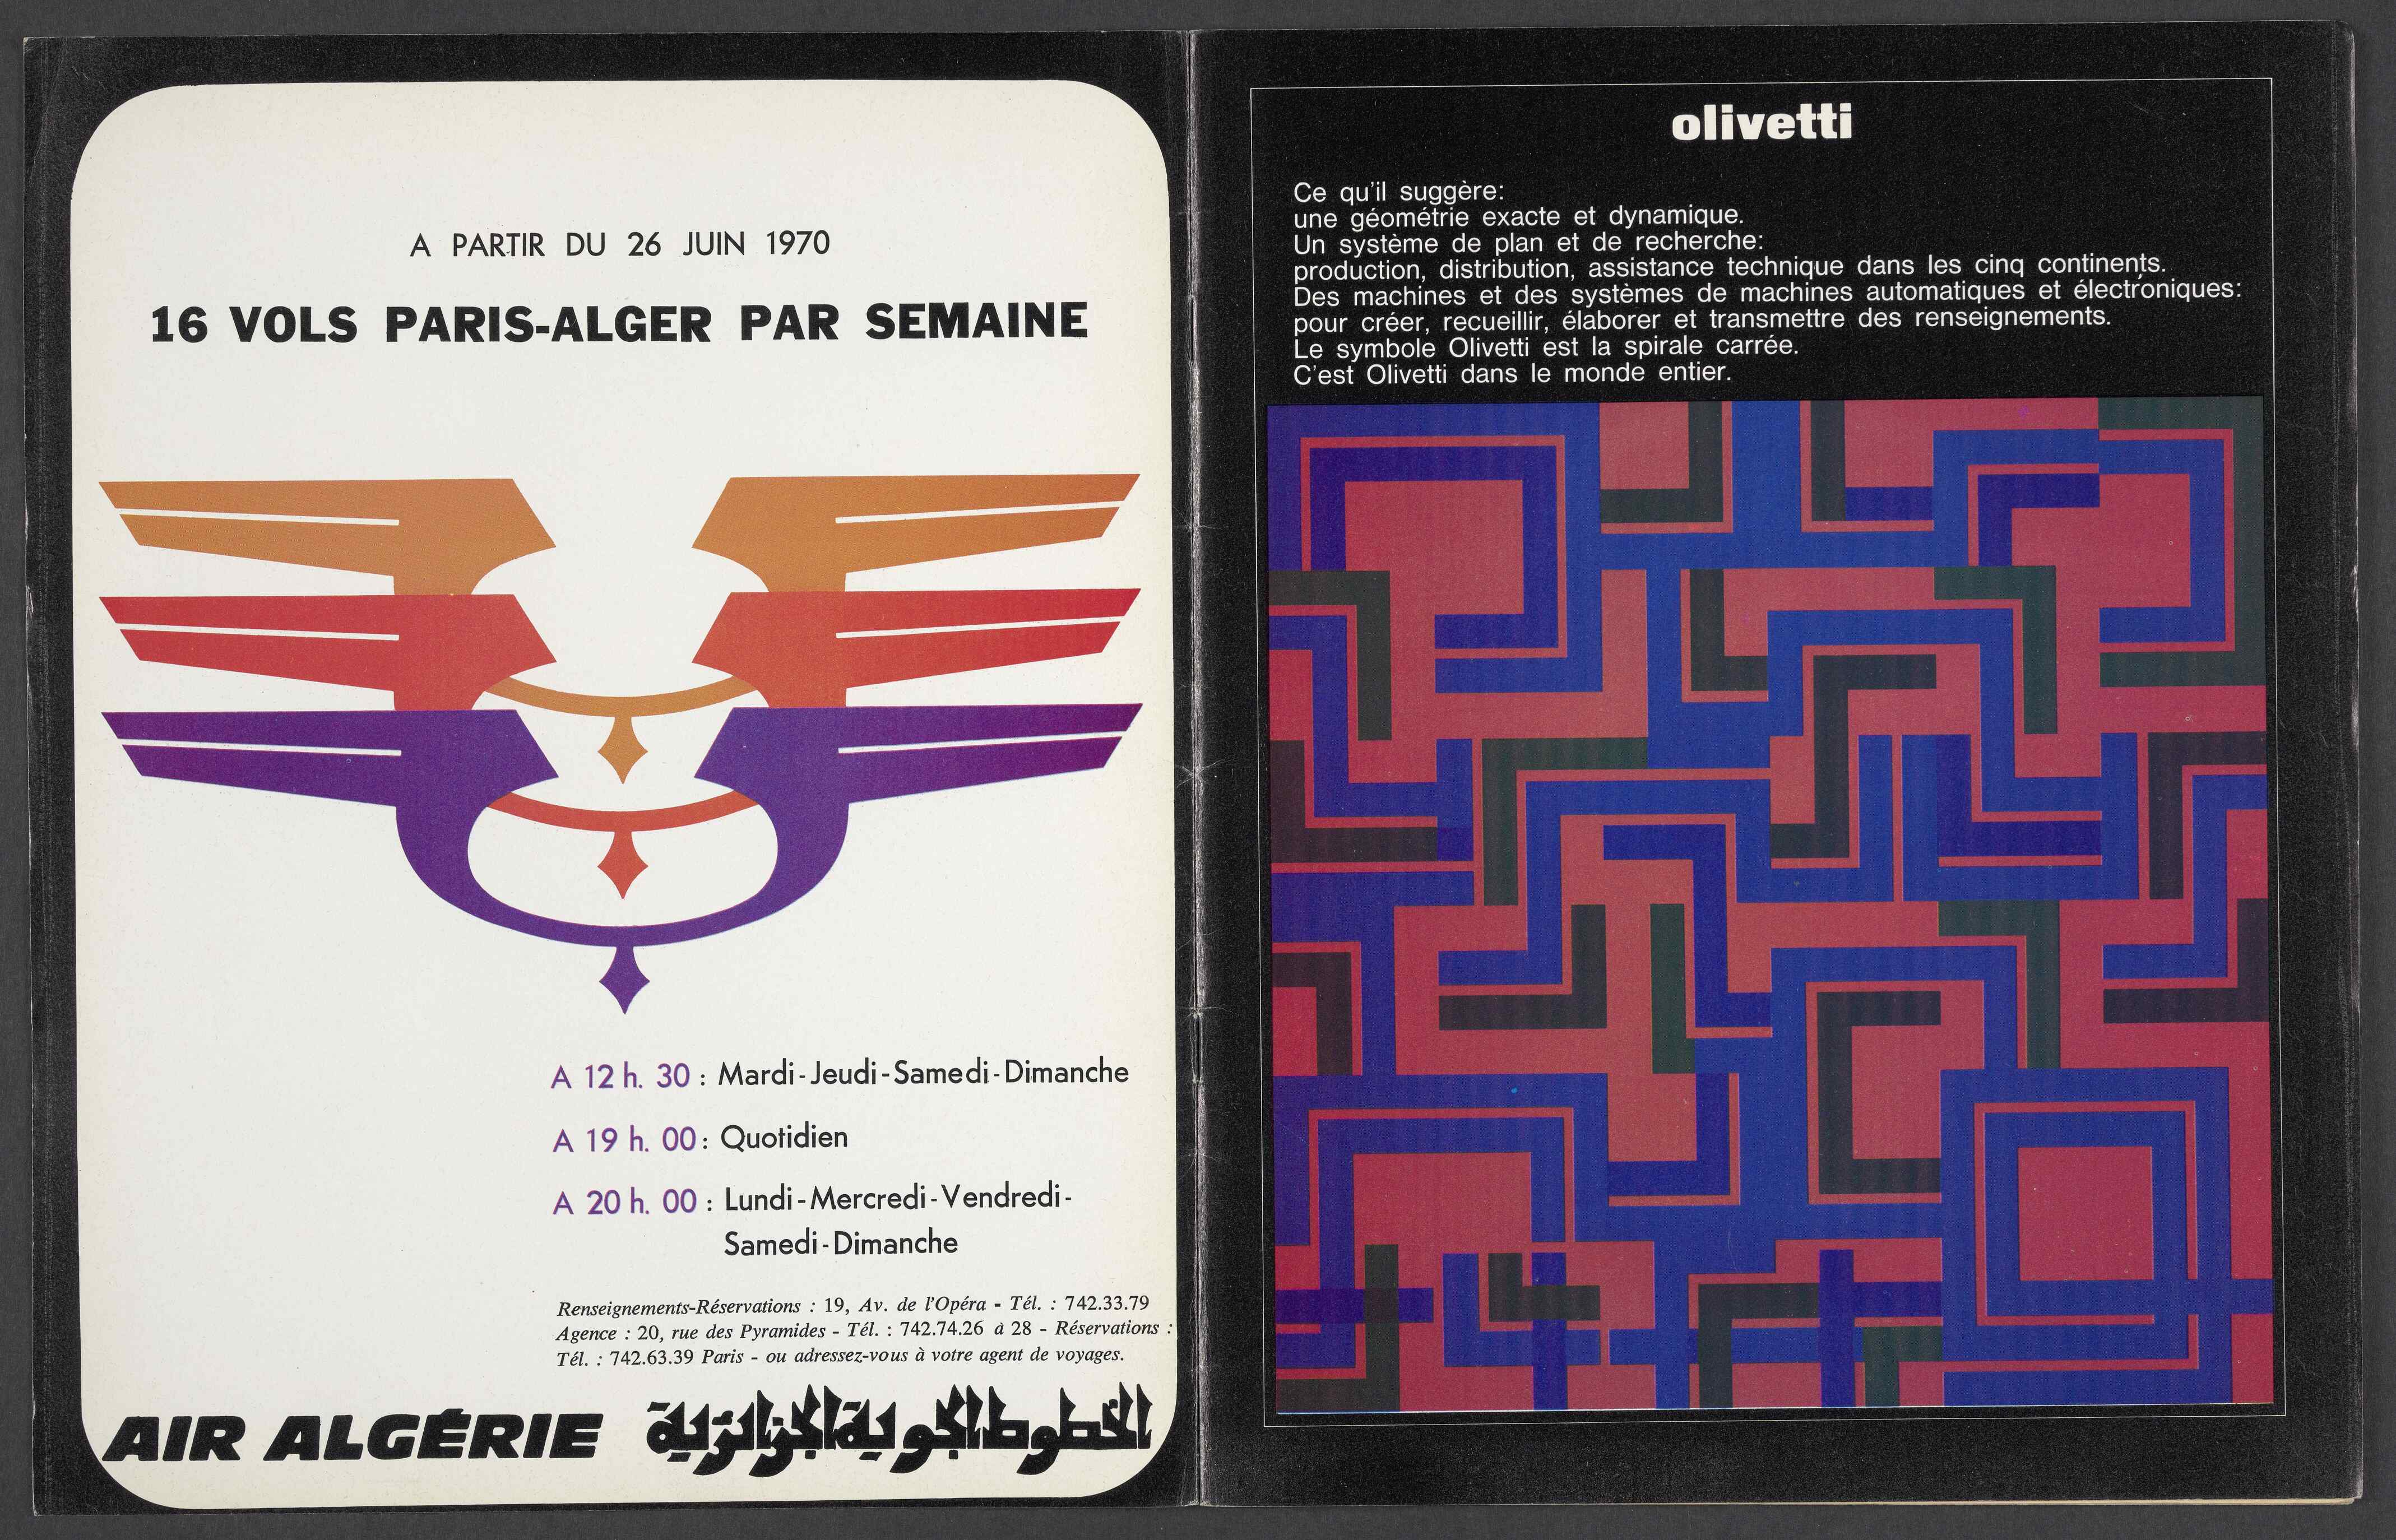 A PARTIR DU 26 JUIN 1970
16 VOLS PARIS-ALGER PAR SEMAINE
A 12 h. 30 : Mardi - Jeudi - Samedi - Dimanche
A 19 h. 00 : Quotidien
A 20 h. 00 : Lundi - Mercredi - Vendredi -
Samedi - Dimanche
Renseignements-Réservations : 19, Av. de l'Opéra - Tél. : 742.33.79
Agence : 20, rue des Pyramides - Tél. : 742.74.26 à 28 - Réservations :
Tél. : 742.63.39 Paris - ou adressez-vous à votre agent de voyages.
AIR ALGÉRIE الخطوط الجوية الجزائرية
olivetti
Ce qu'il suggère:
une géométrie exacte et dynamique.
Un système de plan et de recherche:
production, distribution, assistance technique dans les cinq continents.
Des machines et des systèmes de machines automatiques et électroniques:
pour créer, recueillir, élaborer et transmettre des renseignements.
Le symbole Olivetti est la spirale carrée.
C'est Olivetti dans le monde entier.